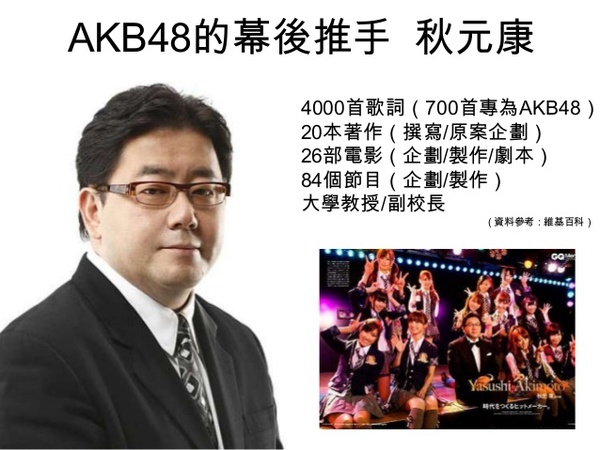 AKB48的幕後推手 秋元康
4000首歌詞（700首專為AKB48）
20本著作（撰寫/原案企劃）
26部電影（企劃/製作/劇本）
84個節目（企劃/製作）
大學教授/副校長
（資料參考：維基百科）
GQ Men
Yasushi Akimoto
秋元 康
時代をつくるヒットメーカー。